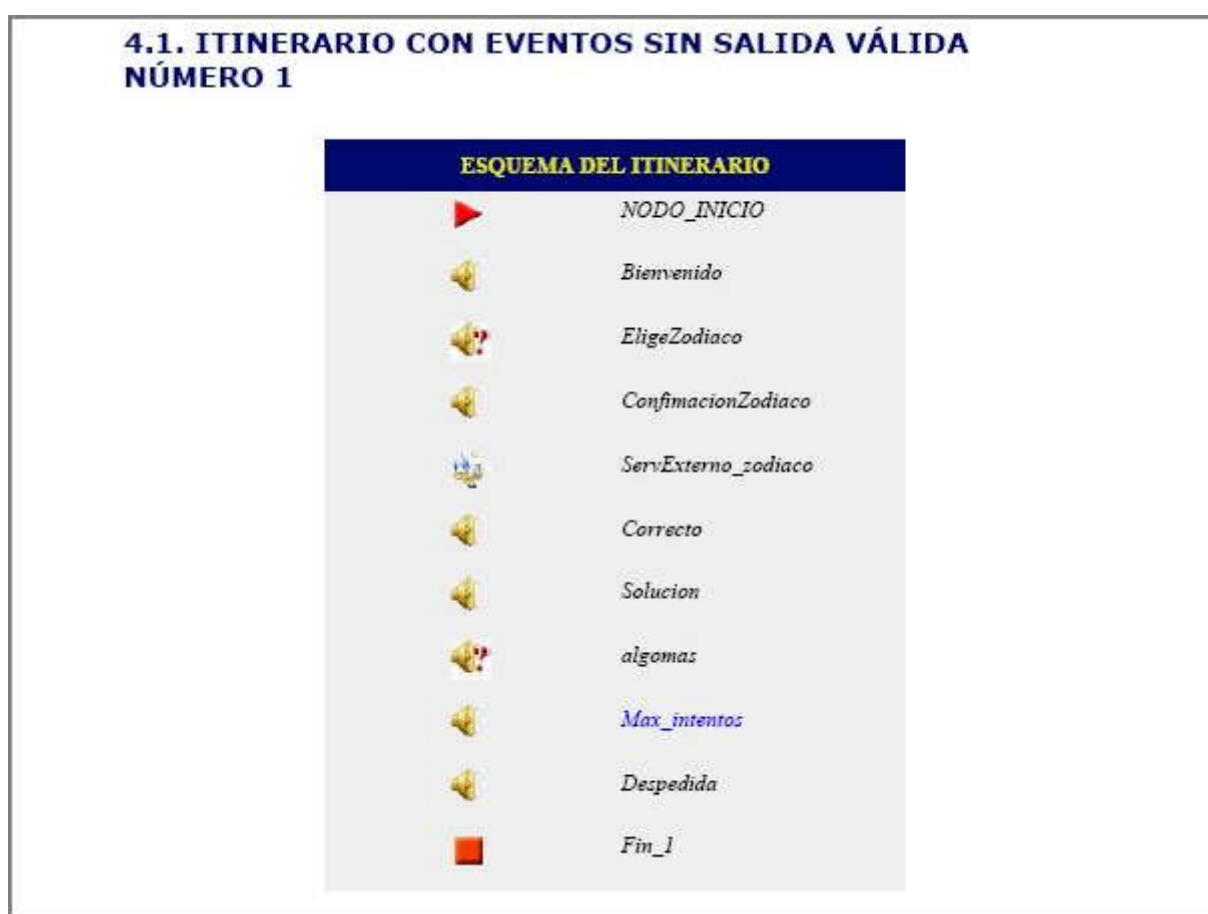 4.1. ITINERARIO CON EVENTOS SIN SALIDA VÁLIDA
NÚMERO 1
ESQUEMA DEL ITINERARIO
NODO_INICIO
Bienvenido
EligeZodiaco
ConfimacionZodiaco
ServExterno_zodiaco
Correcto
Solucion
algomas
Max_intentos
Despedida
Fin_1